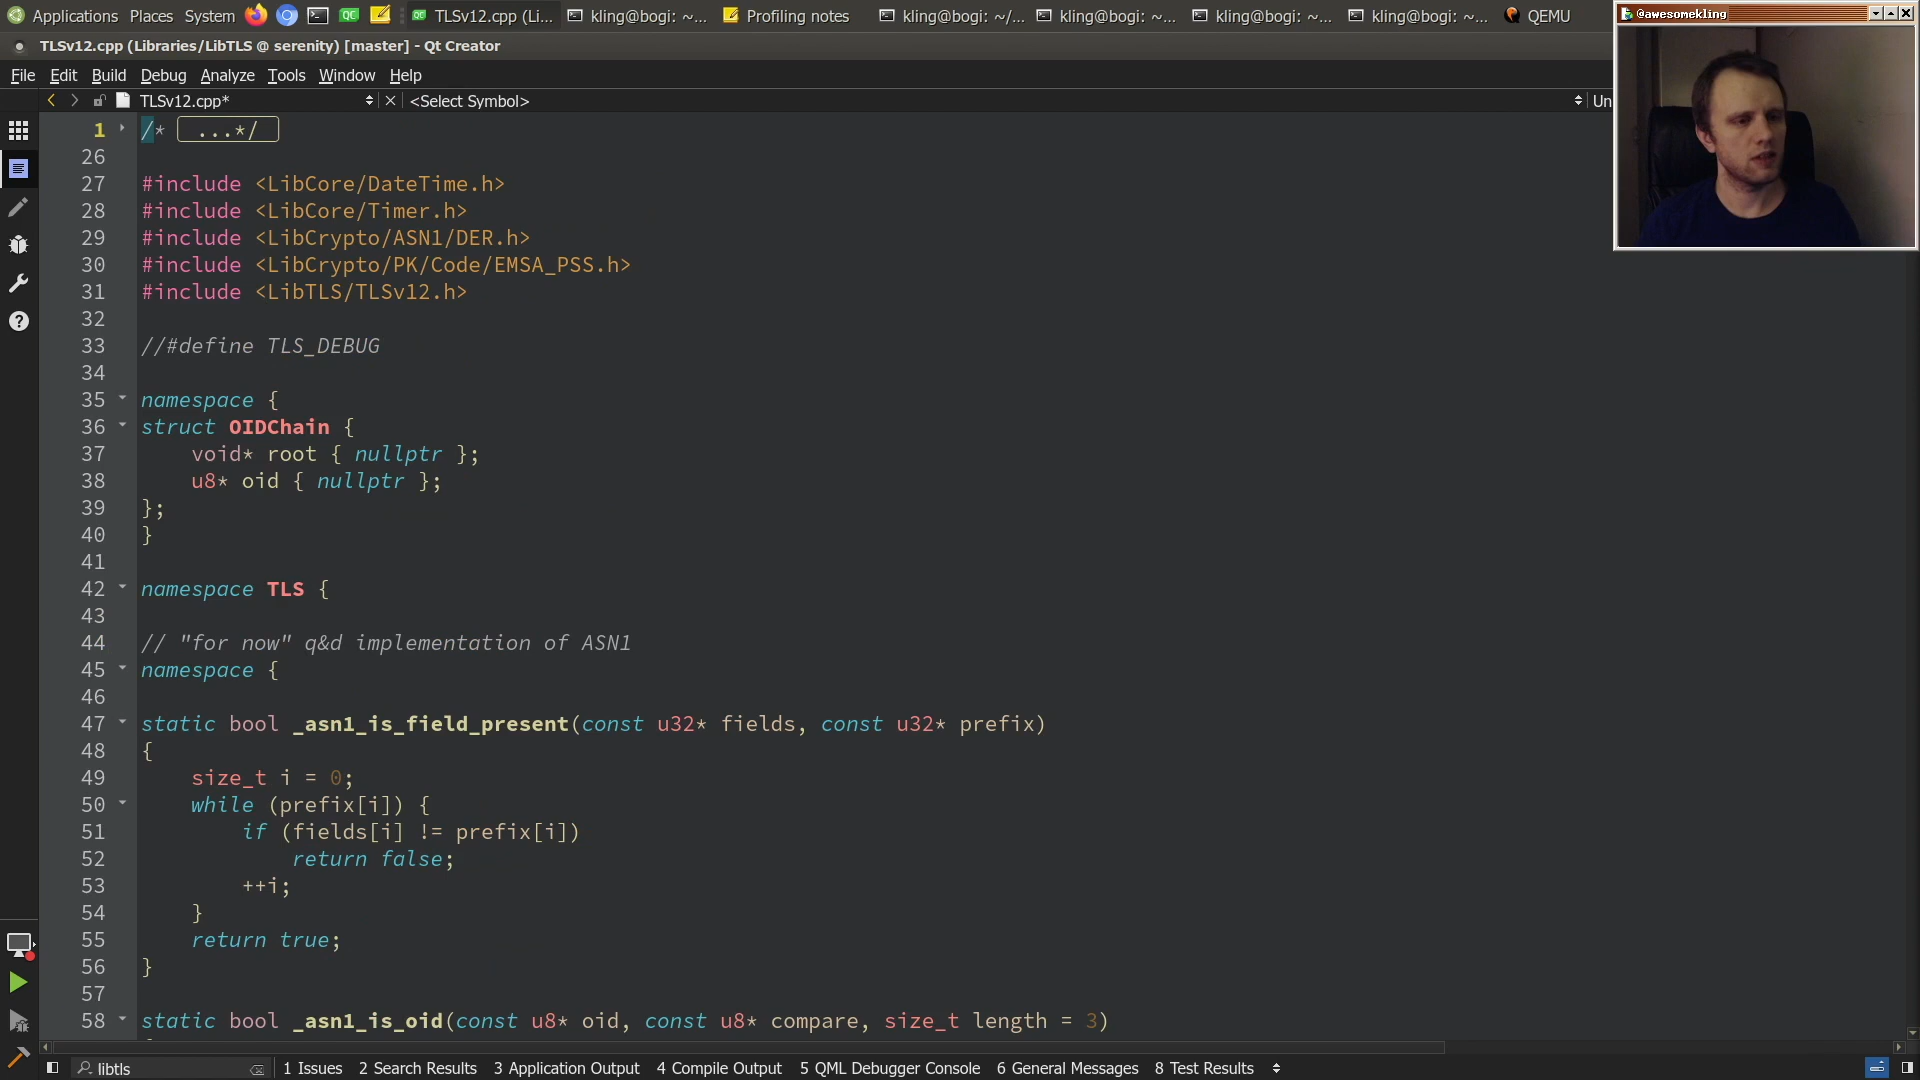 Applications Places System TLSv12.cpp (Li... kling@bogi: ~... Profiling notes kling@bogi: ~/... kling@bogi: ~... kling@bogi: ~... kling@bogi: ~... QEMU
@awesomekling
TLSv12.cpp (Libraries/LibTLS @ serenity) [master] - Qt Creator
File Edit Build Debug Analyze Tools Window Help
TLSv12.cpp* <Select Symbol> Un
1 /* ...*/
26
27 #include <LibCore/DateTime.h>
28 #include <LibCore/Timer.h>
29 #include <LibCrypto/ASN1/DER.h>
30 #include <LibCrypto/PK/Code/EMSA_PSS.h>
31 #include <LibTLS/TLSv12.h>
32
33 //#define TLS_DEBUG
34
35 namespace {
36 struct OIDChain {
37 void* root { nullptr };
38 u8* oid { nullptr };
39 };
40 }
41
42 namespace TLS {
43
44 // "for now" q&d implementation of ASN1
45 namespace {
46
47 static bool _asn1_is_field_present(const u32* fields, const u32* prefix)
48 {
49 size_t i = 0;
50 while (prefix[i]) {
51 if (fields[i] != prefix[i])
52 return false;
53 ++i;
54 }
55 return true;
56 }
57
58 static bool _asn1_is_oid(const u8* oid, const u8* compare, size_t length = 3)
libtls 1 Issues 2 Search Results 3 Application Output 4 Compile Output 5 QML Debugger Console 6 General Messages 8 Test Results